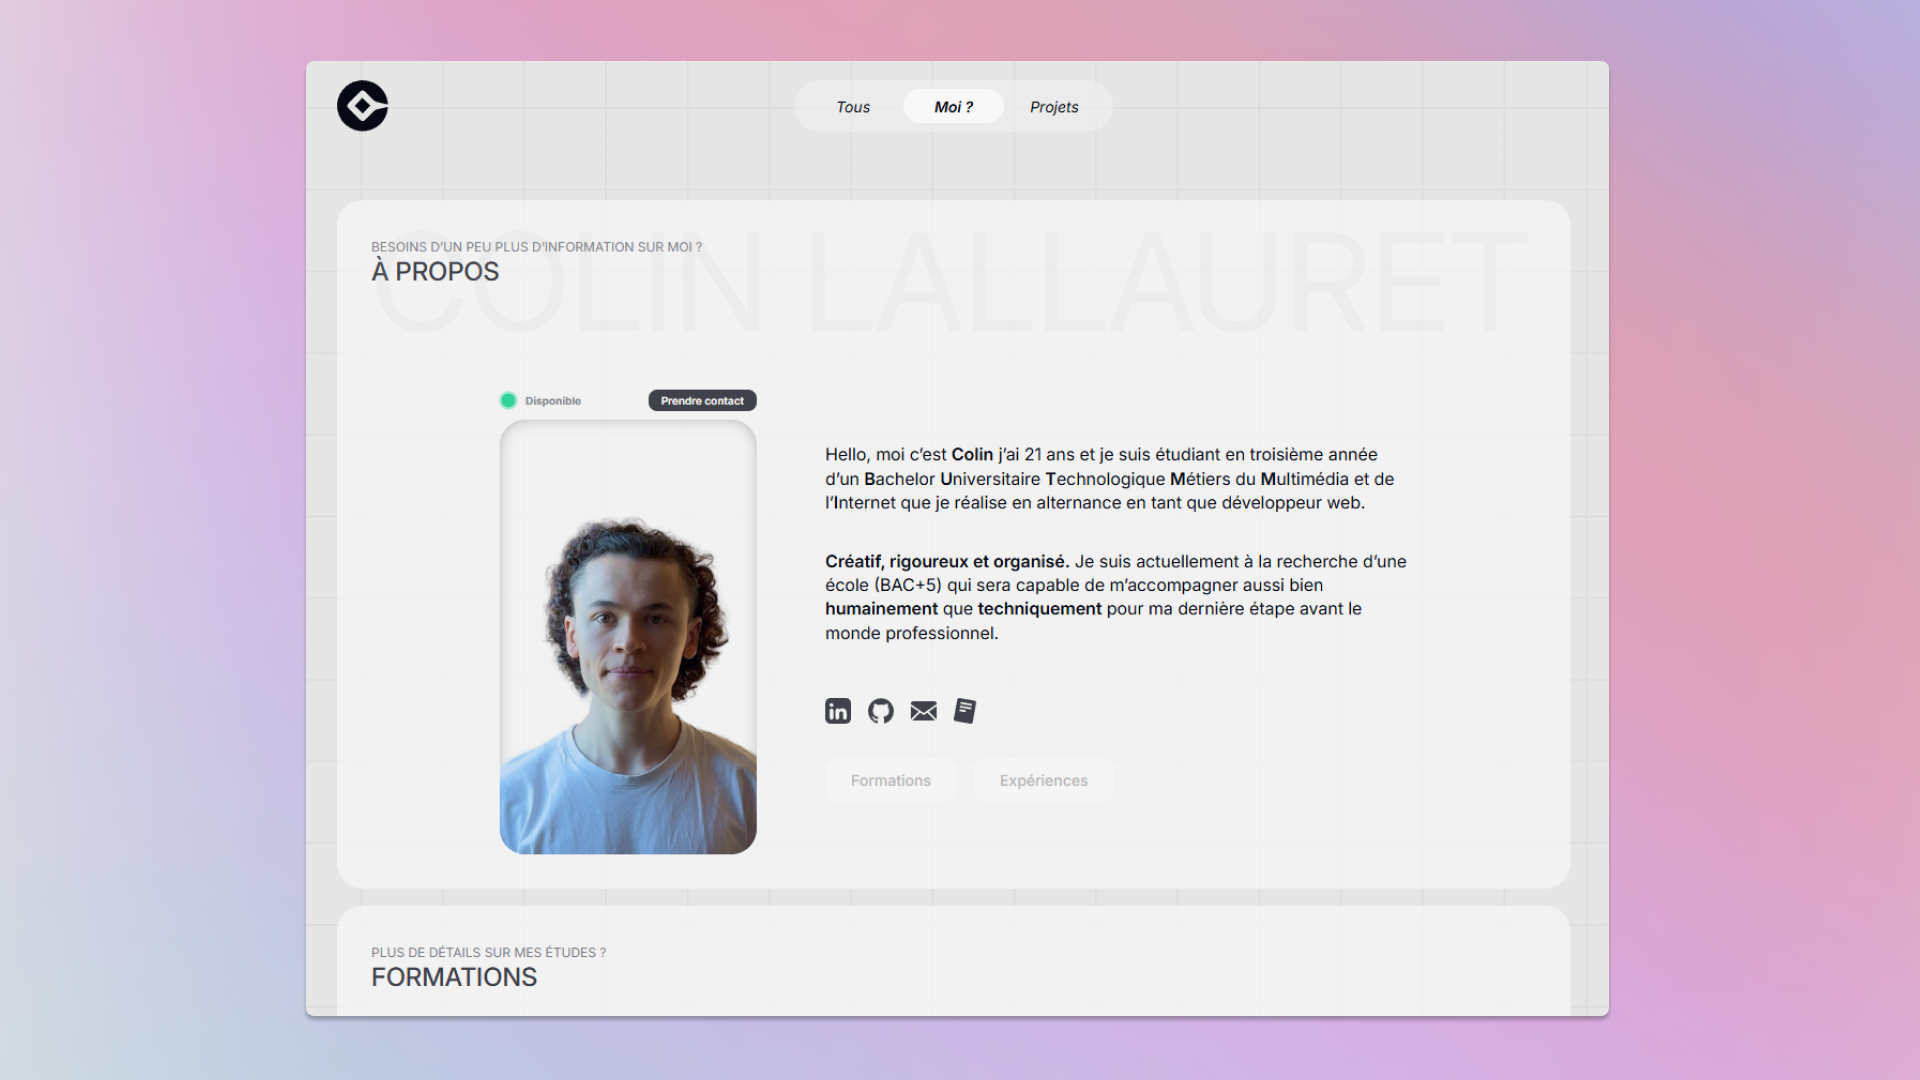 Tous Moi ? Projets
COLIN LALLAURET
BESOINS D’UN PEU PLUS D’INFORMATION SUR MOI ?
À PROPOS
Disponible Prendre contact
Hello, moi c’est Colin j’ai 21 ans et je suis étudiant en troisième année
d’un Bachelor Universitaire Technologique Métiers du Multimédia et de
l’Internet que je réalise en alternance en tant que développeur web.
Créatif, rigoureux et organisé. Je suis actuellement à la recherche d’une
école (BAC+5) qui sera capable de m’accompagner aussi bien
humainement que techniquement pour ma dernière étape avant le
monde professionnel.
in
Formations Expériences
PLUS DE DÉTAILS SUR MES ÉTUDES ?
FORMATIONS